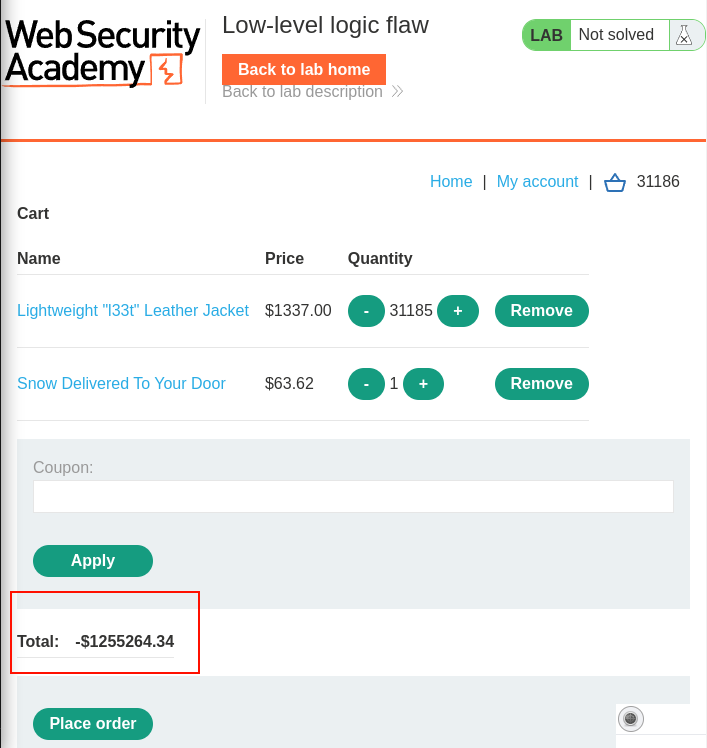 Web Security
Academy
Low-level logic flaw
Back to lab home
Back to lab description
LAB Not solved
Home | My account | 31186
Cart
Name Price Quantity
Lightweight "l33t" Leather Jacket $1337.00 - 31185 + Remove
Snow Delivered To Your Door $63.62 - 1 + Remove
Coupon:
Apply
Total: -$1255264.34
Place order